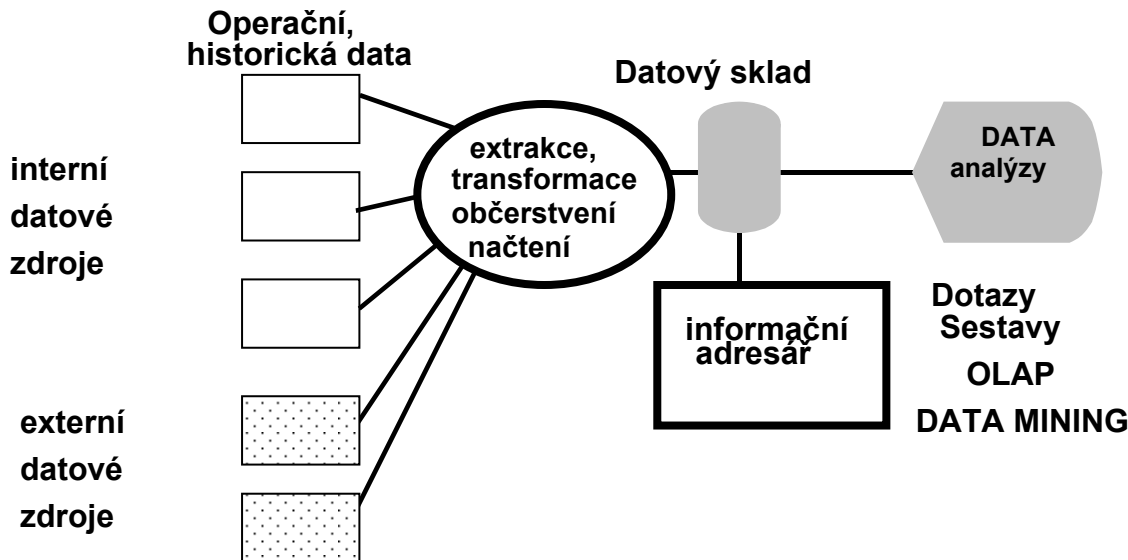 Operační,
historická data
interní
datové
zdroje
externí
datové
zdroje
extrakce,
transformace
občerstvení
načtení
Datový sklad
informační
adresář
DATA
analýzy
Dotazy
Sestavy
OLAP
DATA MINING